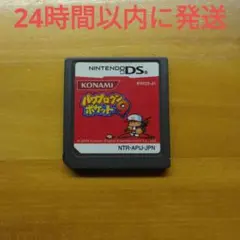 24時間以内に発送
NINTENDO DS
KONAMI
パワプロクン
ポケット
NTR-APIJ-JPN